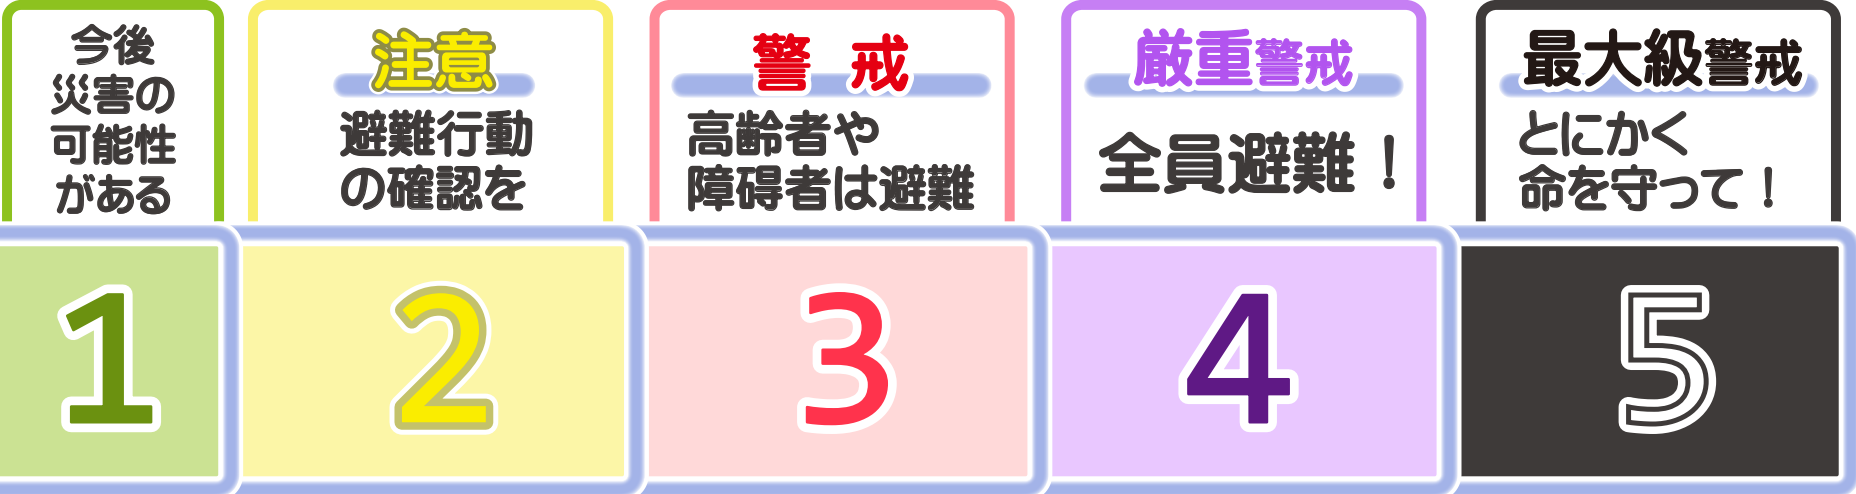 今後
災害の
可能性
がある
注意
避難行動
の確認を
警戒
高齢者や
障碍者は避難
厳重警戒
全員避難！
最大級警戒
とにかく
命を守って！
1
2
3
4
5